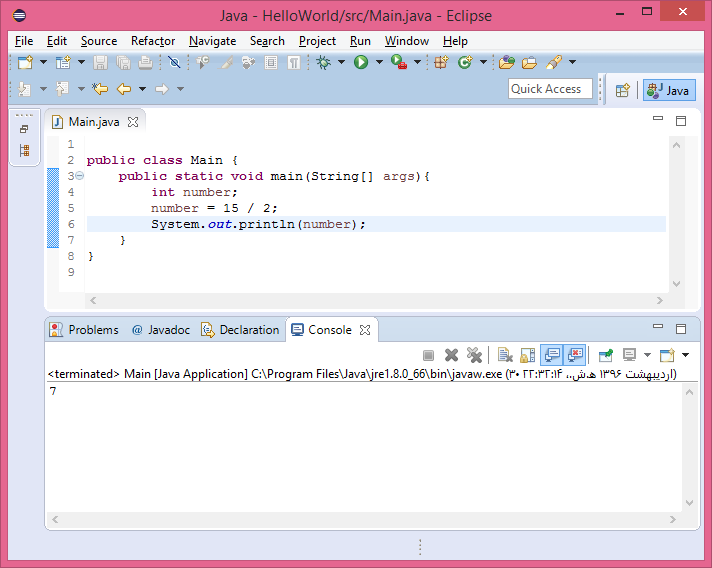 Java - HelloWorld/src/Main.java - Eclipse
File Edit Source Refactor Navigate Search Project Run Window Help
Quick Access
Java
Main.java
1
2 public class Main {
3 public static void main(String[] args){
4 int number;
5 number = 15 / 2;
6 System.out.println(number);
7 }
8 }
9
Problems @ Javadoc Declaration Console
<terminated> Main [Java Application] C:\Program Files\Java\jre1.8.0_66\bin\javaw.exe (۳۰ اردیبهشت ۱۳۹۶ ه‍.ش.،‏ ۲۲:۳۲:۱۴)
7